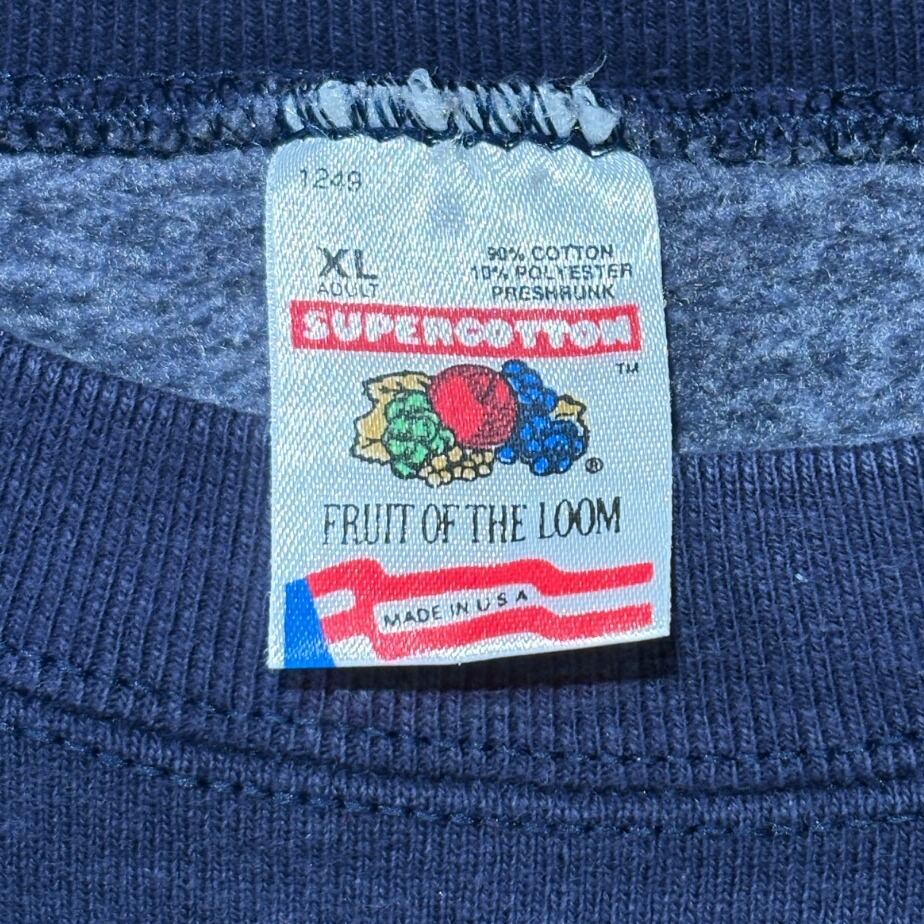 1249
XL
ADULT
90% COTTON
10% POLYESTER
PRESHRUNK
SUPERCOTTON
TM
®
FRUIT OF THE LOOM
MADE IN U S A